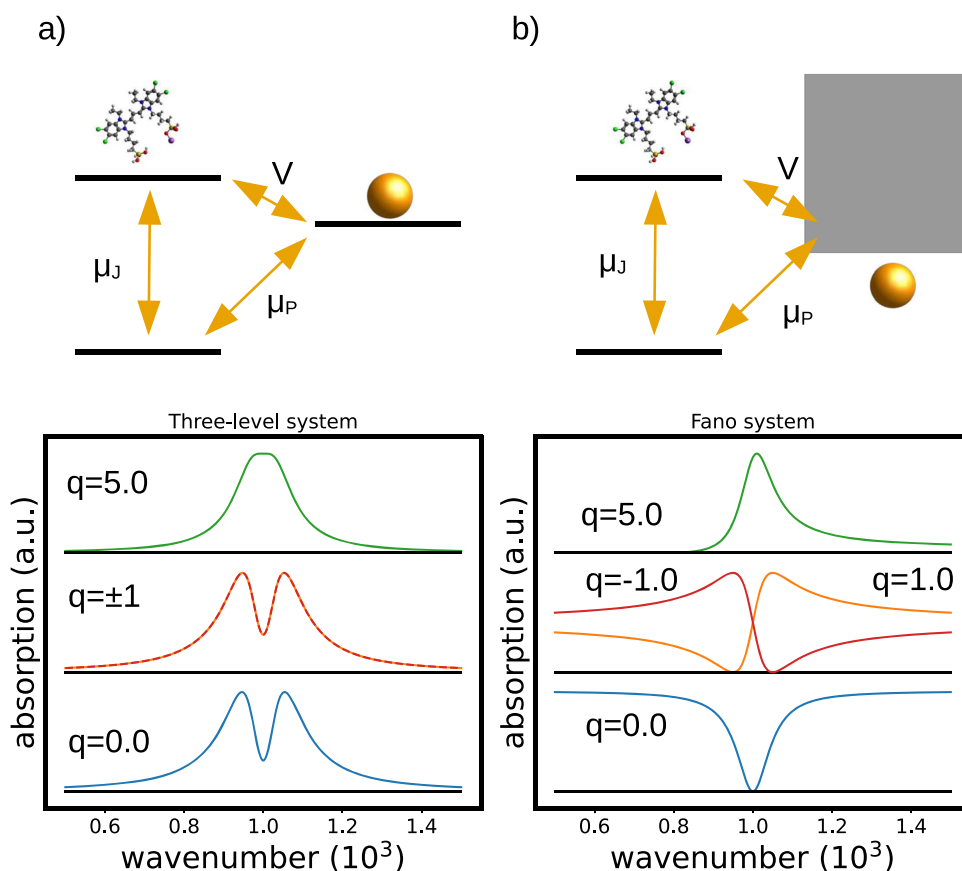 a)
V
μJ
μP
Three-level system
absorption (a.u.)
q=5.0
q=±1
q=0.0
0.6 0.8 1.0 1.2 1.4
wavenumber (10³)
b)
V
μJ
μP
Fano system
absorption (a.u.)
q=5.0
q=-1.0 q=1.0
q=0.0
0.6 0.8 1.0 1.2 1.4
wavenumber (10³)